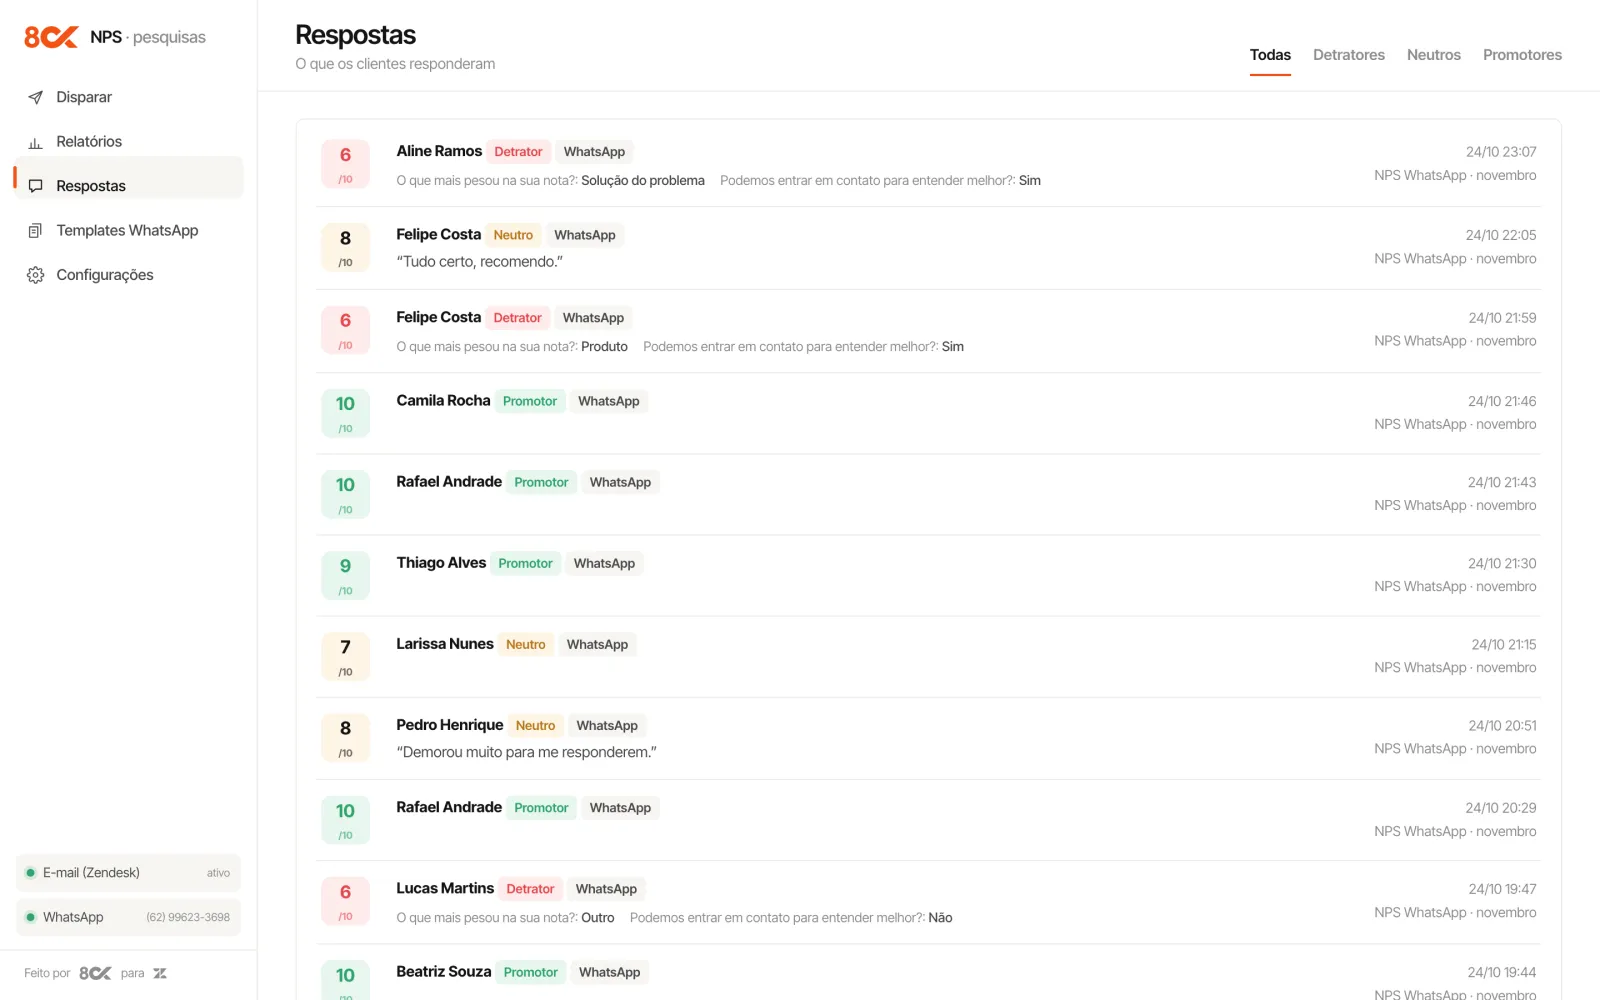 8CX NPS · pesquisas
Disparar
Relatórios
Respostas
Templates WhatsApp
Configurações
E-mail (Zendesk) ativo
WhatsApp (62) 99623-3698
Feito por 8CX para
Respostas
O que os clientes responderam
Todas Detratores Neutros Promotores
6 /10
Aline Ramos Detrator WhatsApp
O que mais pesou na sua nota?: Solução do problema Podemos entrar em contato para entender melhor?: Sim
24/10 23:07
NPS WhatsApp · novembro
8 /10
Felipe Costa Neutro WhatsApp
“Tudo certo, recomendo.”
24/10 22:05
NPS WhatsApp · novembro
6 /10
Felipe Costa Detrator WhatsApp
O que mais pesou na sua nota?: Produto Podemos entrar em contato para entender melhor?: Sim
24/10 21:59
NPS WhatsApp · novembro
10 /10
Camila Rocha Promotor WhatsApp
24/10 21:46
NPS WhatsApp · novembro
10 /10
Rafael Andrade Promotor WhatsApp
24/10 21:43
NPS WhatsApp · novembro
9 /10
Thiago Alves Promotor WhatsApp
24/10 21:30
NPS WhatsApp · novembro
7 /10
Larissa Nunes Neutro WhatsApp
24/10 21:15
NPS WhatsApp · novembro
8 /10
Pedro Henrique Neutro WhatsApp
“Demorou muito para me responderem.”
24/10 20:51
NPS WhatsApp · novembro
10 /10
Rafael Andrade Promotor WhatsApp
24/10 20:29
NPS WhatsApp · novembro
6 /10
Lucas Martins Detrator WhatsApp
O que mais pesou na sua nota?: Outro Podemos entrar em contato para entender melhor?: Não
24/10 19:47
NPS WhatsApp · novembro
10 /10
Beatriz Souza Promotor WhatsApp
24/10 19:44
NPS WhatsApp · novembro